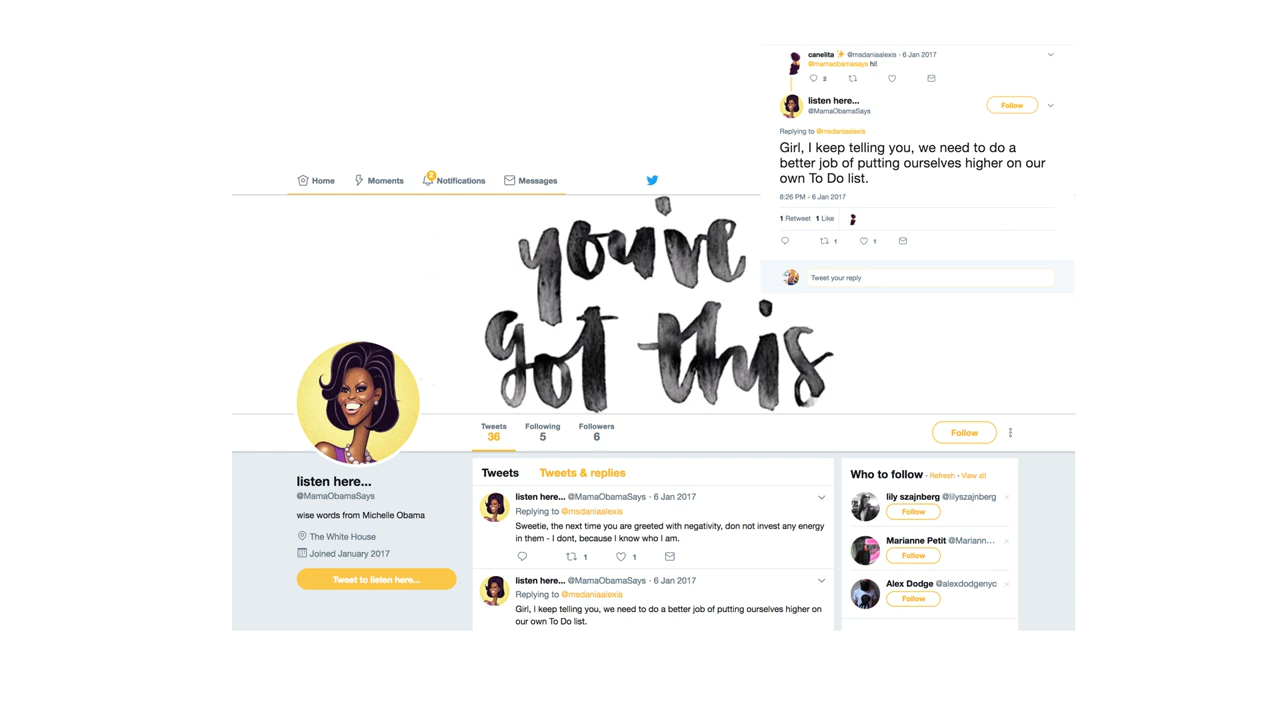 canelita ✨ @msdaniaalexis · 6 Jan 2017
@mamaobamasays hi!
2
listen here...
@MamaObamaSays
Follow
Replying to @msdaniaalexis
Girl, I keep telling you, we need to do a
better job of putting ourselves higher on our
own To Do list.
8:26 PM - 6 Jan 2017
1 Retweet 1 Like
1 1
Tweet your reply
Home Moments 2 Notifications Messages
you've
got this
Tweets Following Followers
36 5 6
Follow
listen here...
@MamaObamaSays
wise words from Michelle Obama
The White House
Joined January 2017
Tweet to listen here...
Tweets Tweets & replies
listen here... @MamaObamaSays · 6 Jan 2017
Replying to @msdaniaalexis
Sweetie, the next time you are greeted with negativity, don not invest any energy
in them - I dont, because I know who I am.
1 1
listen here... @MamaObamaSays · 6 Jan 2017
Replying to @msdaniaalexis
Girl, I keep telling you, we need to do a better job of putting ourselves higher on
our own To Do list.
Who to follow · Refresh · View all
lily szajnberg @lilyszajnberg
Follow
Marianne Petit @Mariann...
Follow
Alex Dodge @alexdodgenyc
Follow